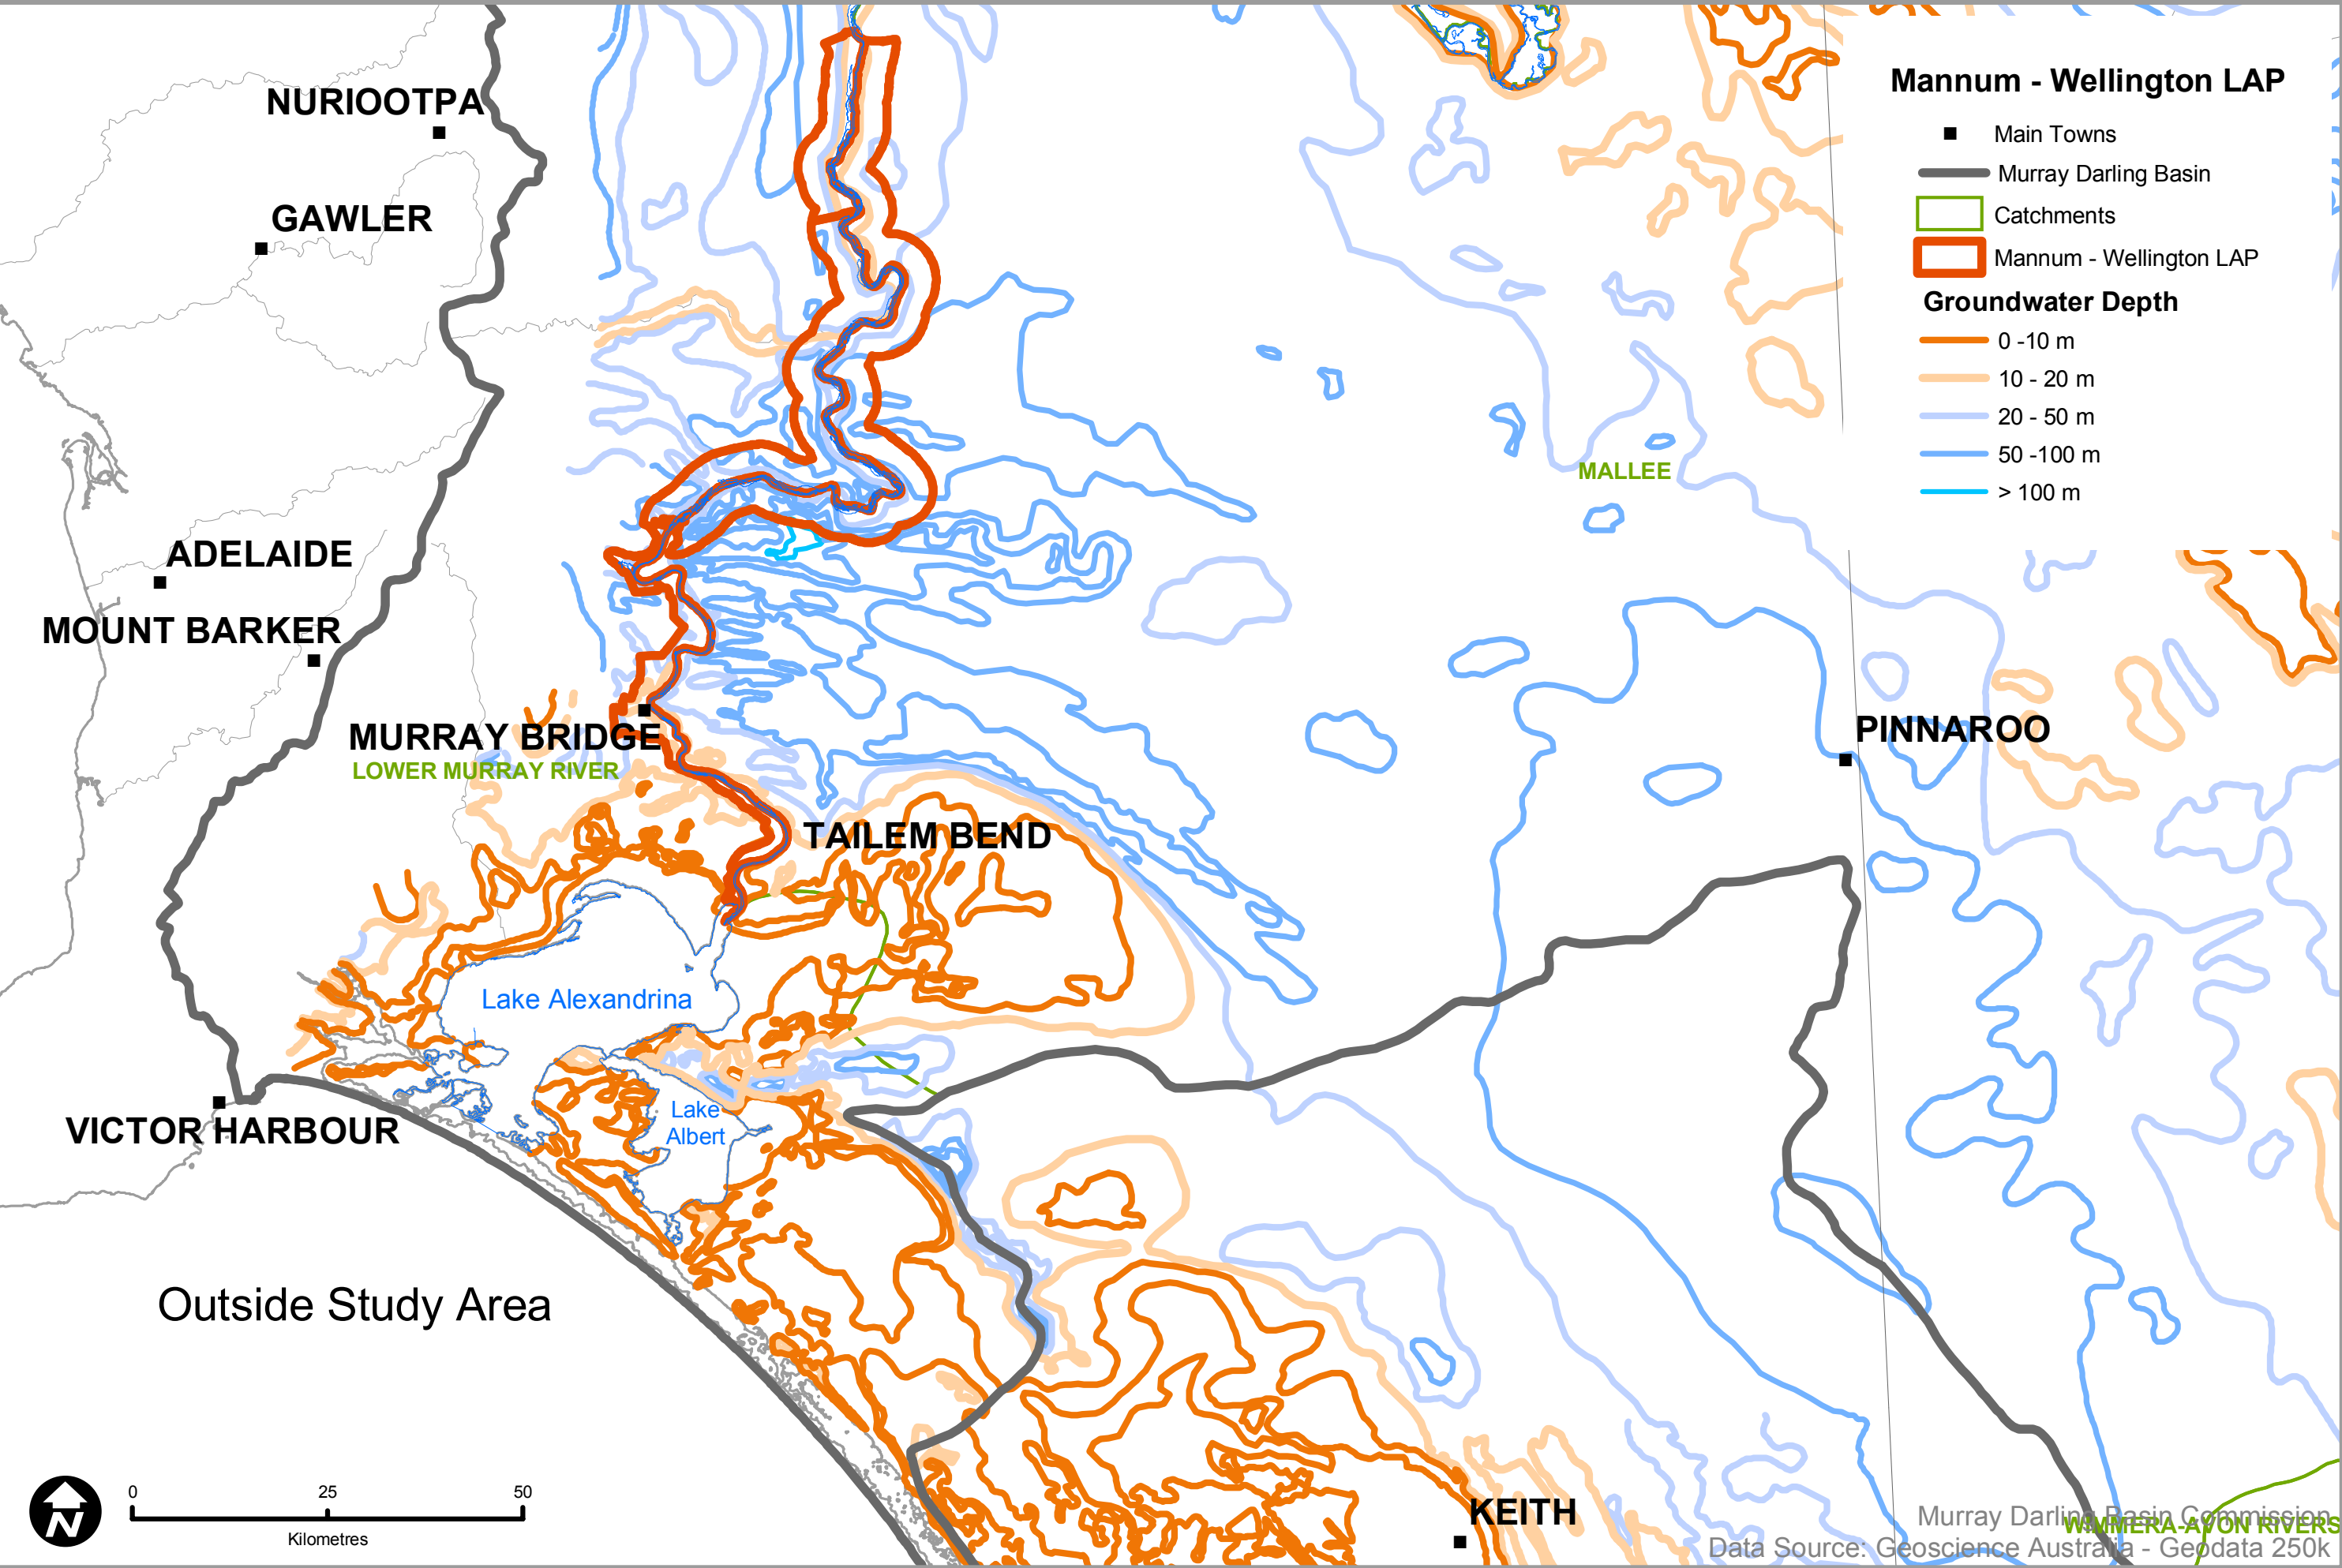 NURIOOTPA
GAWLER
ADELAIDE
MOUNT BARKER
MURRAY BRIDGE
LOWER MURRAY RIVER
TAILEM BEND
Lake Alexandrina
Lake
Albert
VICTOR HARBOUR
Outside Study Area
MALLEE
PINNAROO
KEITH
WIMMERA-AVON RIVERS
Mannum - Wellington LAP
Main Towns
Murray Darling Basin
Catchments
Mannum - Wellington LAP
Groundwater Depth
0 -10 m
10 - 20 m
20 - 50 m
50 -100 m
> 100 m
N
0 25 50
Kilometres
Murray Darling Basin Commission
Data Source: Geoscience Australia - Geodata 250k